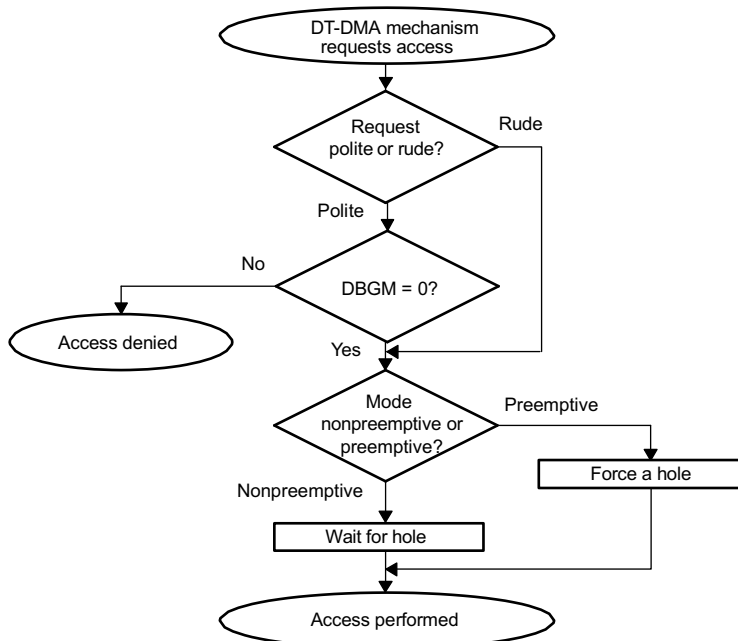 DT-DMA mechanism
requests access
Request
polite or rude?
Rude
Polite
No
DBGM = 0?
Access denied
Yes
Mode
nonpreemptive or
preemptive?
Preemptive
Force a hole
Nonpreemptive
Wait for hole
Access performed